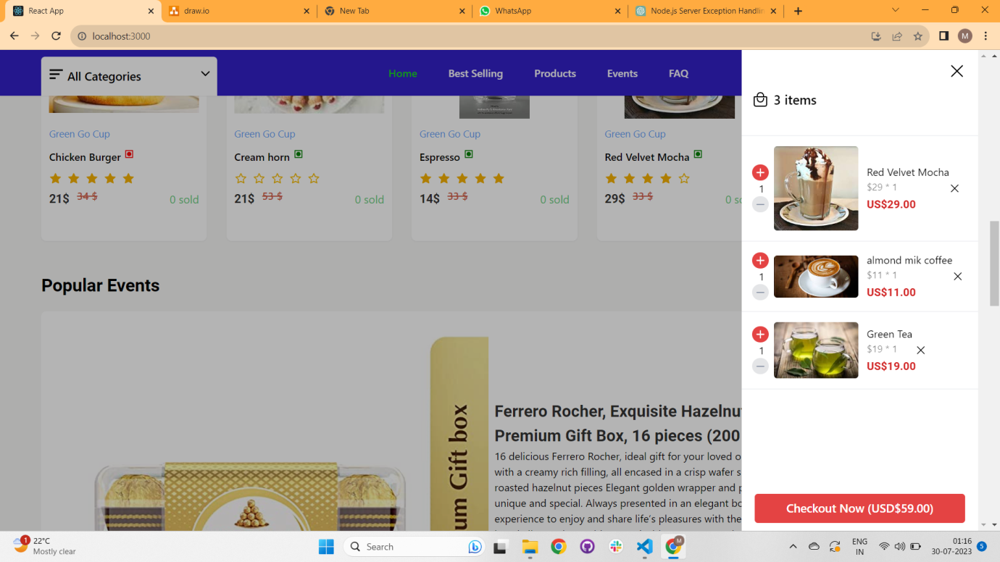 React App
draw.io
New Tab
WhatsApp
Node.js Server Exception Handlin
localhost:3000
M
All Categories
Home
Best Selling
Products
Events
FAQ
3 items
Green Go Cup
Chicken Burger
21$ 34 $
0 sold
Green Go Cup
Cream horn
21$ 53 $
0 sold
Green Go Cup
Espresso
14$ 33 $
0 sold
Green Go Cup
Red Velvet Mocha
29$ 33 $
0 so
1
Red Velvet Mocha
$29 * 1
US$29.00
1
almond mik coffee
$11 * 1
US$11.00
1
Green Tea
$19 * 1
US$19.00
Popular Events
Gift box
Ferrero Rocher, Exquisite Hazelnu
Premium Gift Box, 16 pieces (200
16 delicious Ferrero Rocher, ideal gift for your loved o
with a creamy rich filling, all encased in a crisp wafer s
roasted hazelnut pieces Elegant golden wrapper and p
unique and special. Always presented in an elegant bo
experience to enjoy and share life's pleasures with the
Checkout Now (USD$59.00)
1
22°C
Mostly clear
Search
M
ENG
IN
01:16
30-07-2023
5